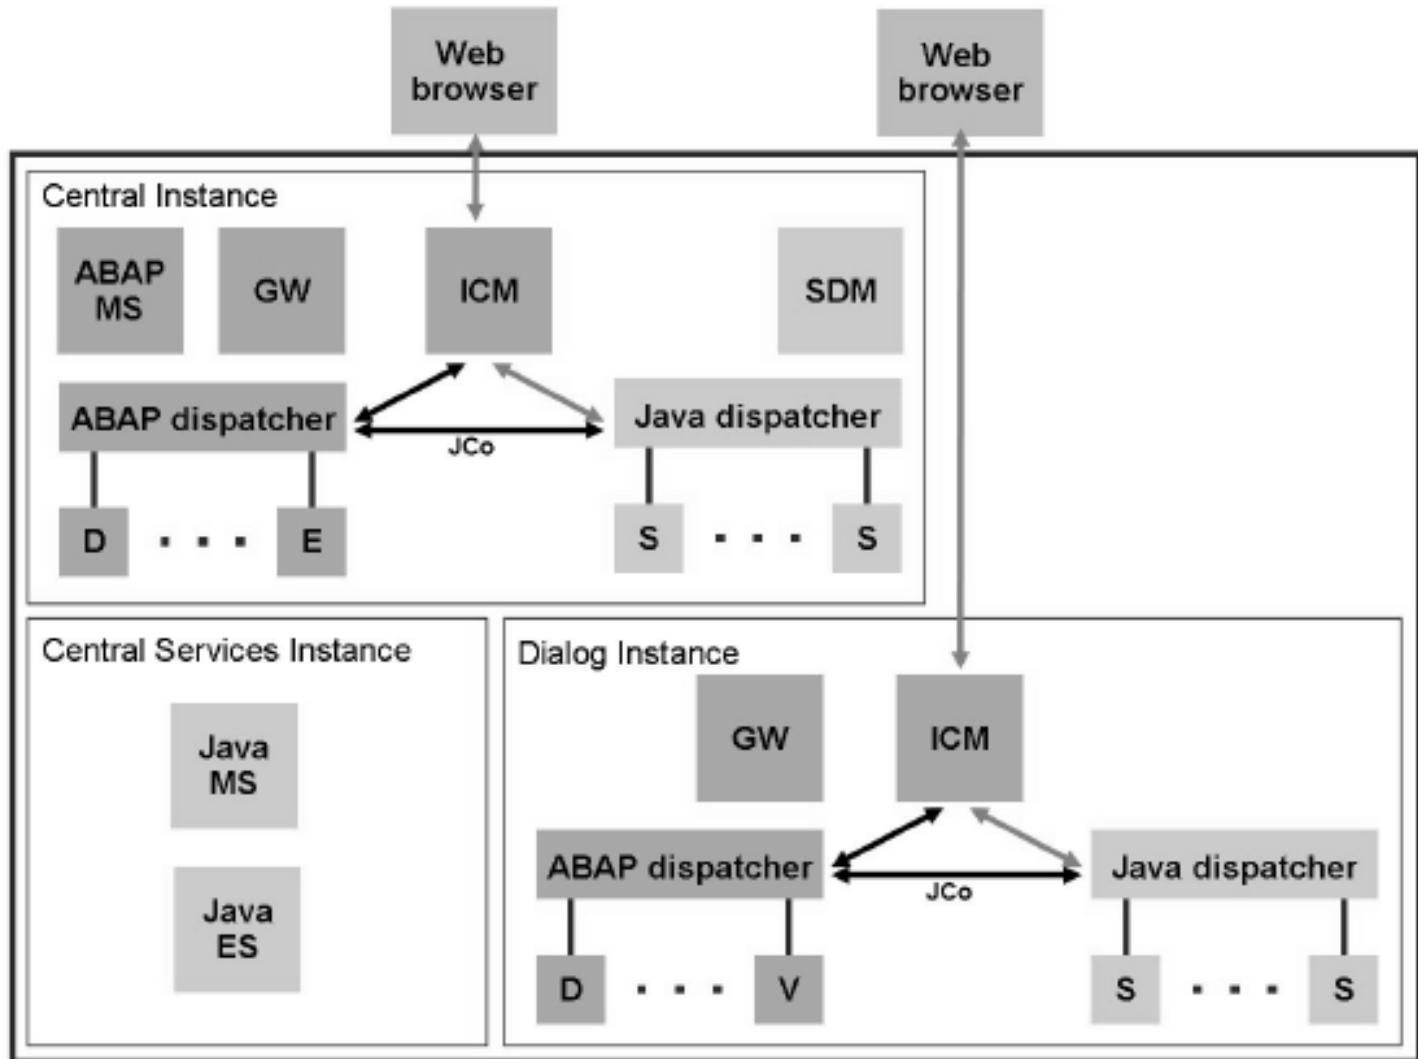 Web
browser
Web
browser
Central Instance
ABAP
MS
GW
ICM
SDM
ABAP dispatcher
JCo
Java dispatcher
D
E
S
S
Central Services Instance
Java
MS
Java
ES
Dialog Instance
GW
ICM
ABAP dispatcher
JCo
Java dispatcher
D
V
S
S